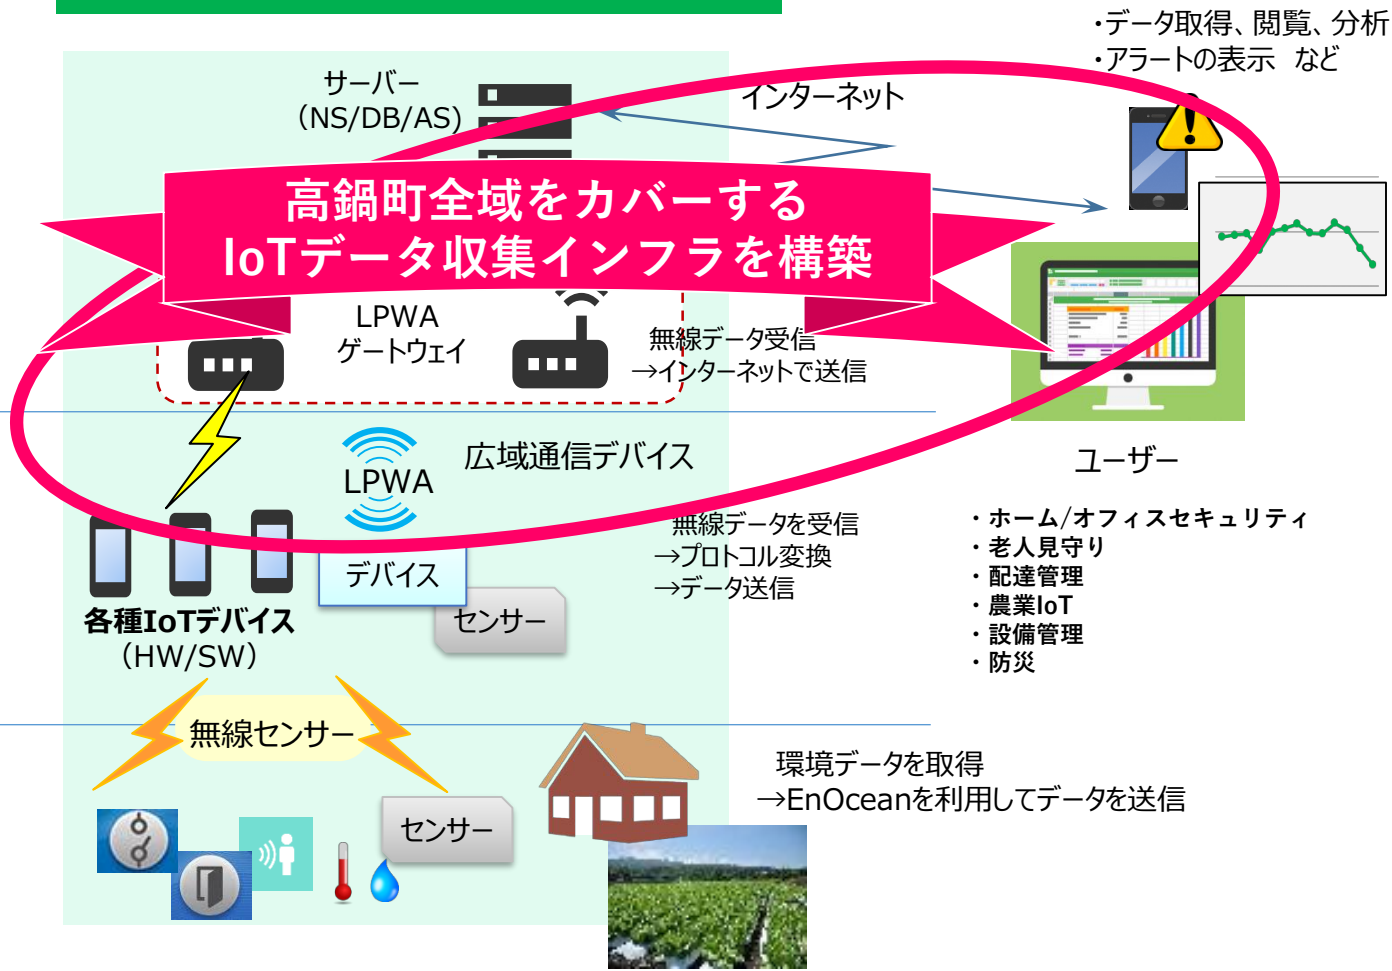 ・データ取得、閲覧、分析
・アラートの表示　など
サーバー
（NS/DB/AS）
インターネット
高鍋町全域をカバーする
IoTデータ収集インフラを構築
LPWA
ゲートウェイ
無線データ受信
→インターネットで送信
広域通信デバイス
LPWA
ユーザー
無線データを受信
→プロトコル変換
→データ送信
・ホーム/オフィスセキュリティ
・老人見守り
・配達管理
・農業IoT
・設備管理
・防災
デバイス
センサー
各種IoTデバイス
（HW/SW）
無線センサー
環境データを取得
→EnOceanを利用してデータを送信
センサー